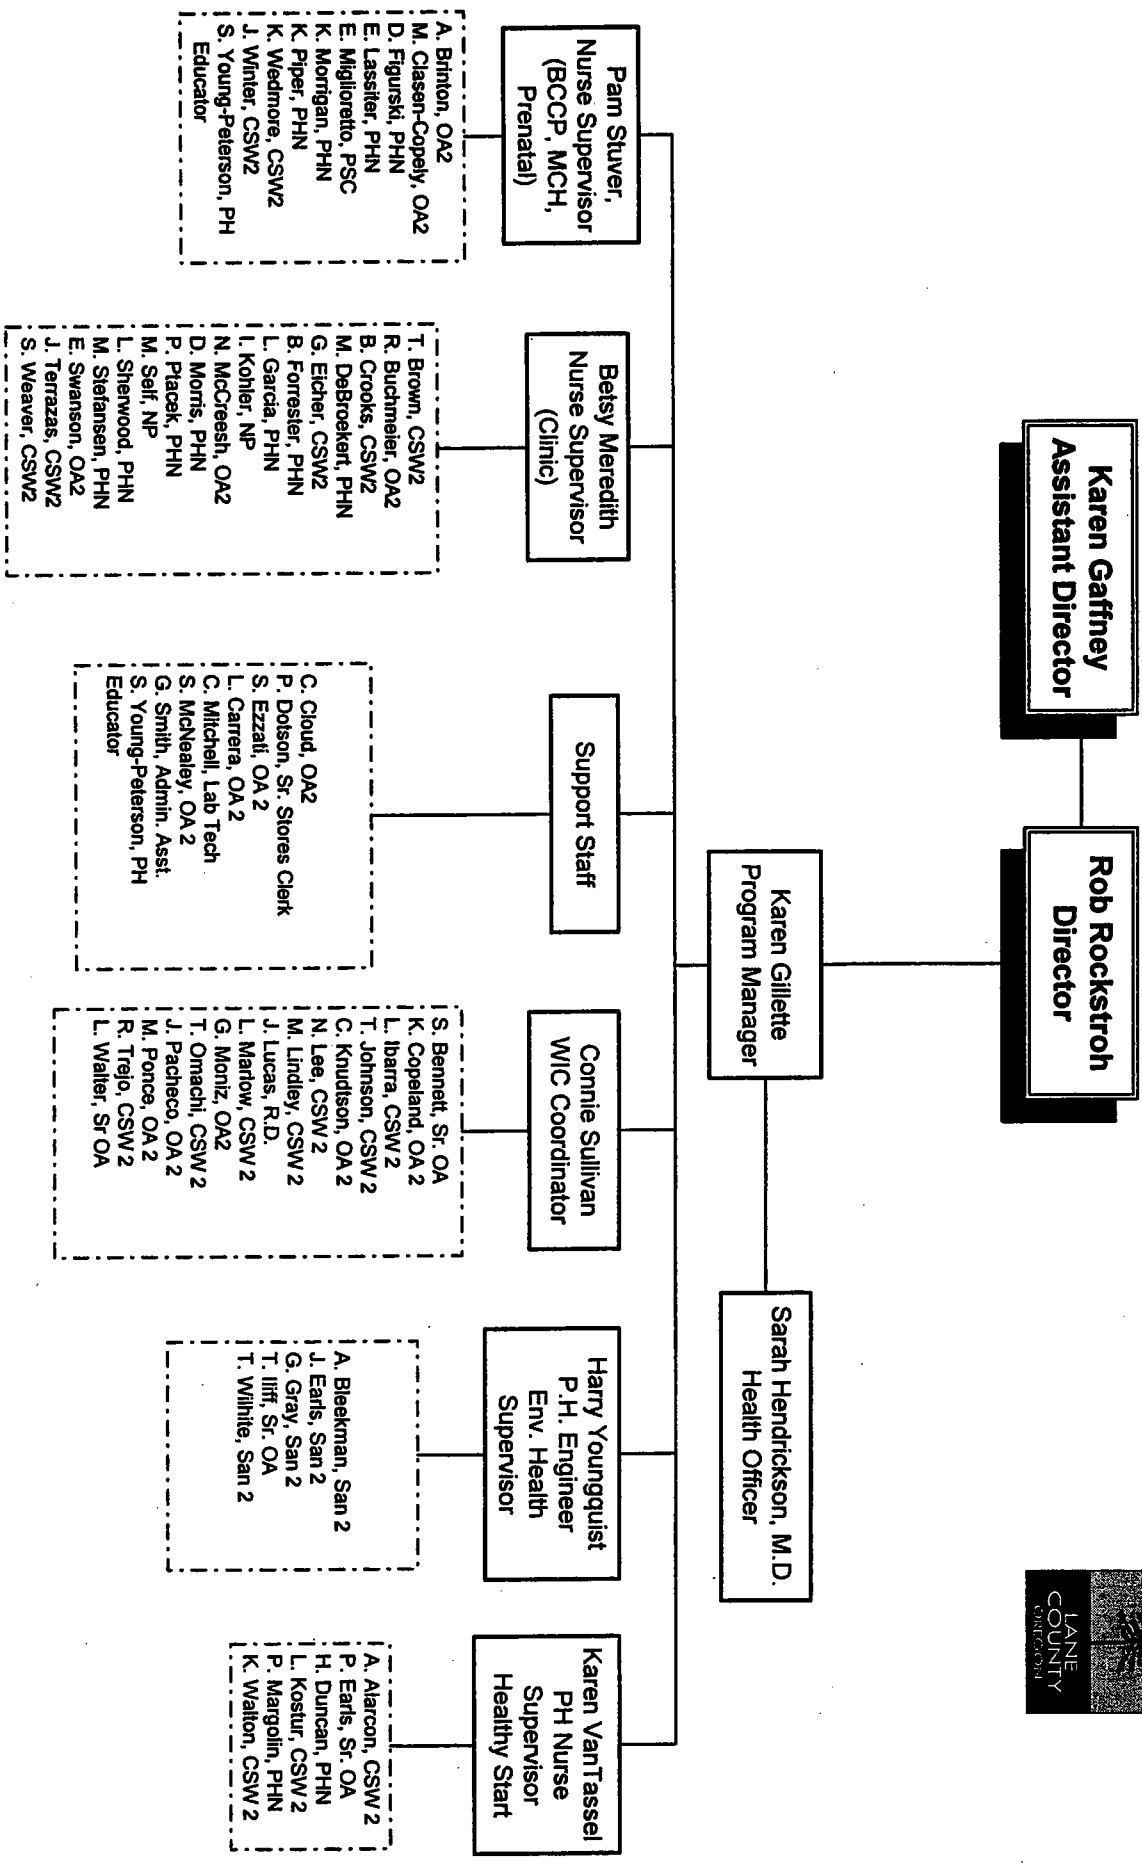 Karen Gaffney
Assistant Director
Rob Rockstroh
Director
LANE
COUNTY
OREGON
Karen Gillette
Program Manager
Sarah Hendrickson, M.D.
Health Officer
Pam Stuver,
Nurse Supervisor
(BCCP, MCH,
Prenatal)
Betsy Meredith
Nurse Supervisor
(Clinic)
Support Staff
Connie Sullivan
WIC Coordinator
Harry Youngquist
P.H. Engineer
Env. Health
Supervisor
Karen VanTassel
PH Nurse
Supervisor
Healthy Start
A. Brinton, OA2
M. Clasen-Copely, OA2
D. Figurski, PHN
E. Lassiter, PHN
E. Miglioretto, PSC
K. Morrigan, PHN
K. Piper, PHN
K. Wedmore, CSW2
J. Winter, CSW2
S. Young-Peterson, PH
Educator
T. Brown, CSW2
R. Buchmeier, OA2
B. Crooks, CSW2
M. DeBroekert, PHN
G. Eicher, CSW2
B. Forrester, PHN
L. Garcia, PHN
I. Kohler, NP
N. McCreesh, OA2
D. Morris, PHN
P. Ptacek, PHN
M. Self, NP
L. Sherwood, PHN
M. Stefansen, PHN
E. Swanson, OA2
J. Terrazas, CSW2
S. Weaver, CSW2
C. Cloud, OA2
P. Dotson, Sr. Stores Clerk
S. Ezzati, OA 2
L. Carrera, OA 2
C. Mitchell, Lab Tech
S. McNealey, OA 2
G. Smith, Admin. Asst.
S. Young-Peterson, PH
Educator
S. Bennett, Sr. OA
K. Copeland, OA 2
L. Ibarra, CSW 2
T. Johnson, CSW 2
C. Knudtson, OA 2
N. Lee, CSW 2
M. Lindley, CSW 2
J. Lucas, R.D.
L. Marlow, CSW 2
G. Moniz, OA2
T. Omachi, CSW 2
J. Pacheco, OA 2
M. Ponce, OA 2
R. Trejo, CSW 2
L. Walter, Sr OA
A. Bleekman, San 2
J. Earls, San 2
G. Gray, San 2
T. Iliff, Sr. OA
T. Wilhite, San 2
A. Alarcon, CSW 2
P. Earls, Sr. OA
H. Duncan, PHN
L. Kostur, CSW 2
P. Margolin, PHN
K. Walton, CSW 2